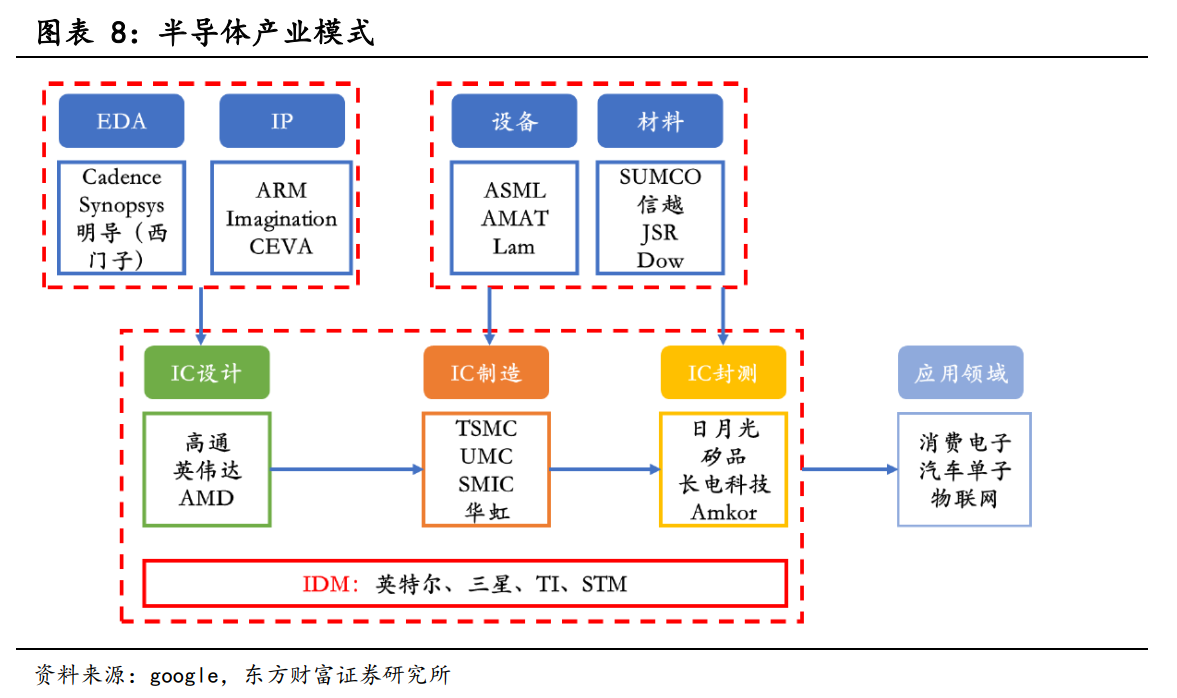 图表 8：半导体产业模式
EDA
Cadence
Synopsys
明导（西
门子）
IP
ARM
Imagination
CEVA
设备
ASML
AMAT
Lam
材料
SUMCO
信越
JSR
Dow
IC设计
高通
英伟达
AMD
IC制造
TSMC
UMC
SMIC
华虹
IC封测
日月光
矽品
长电科技
Amkor
应用领域
消费电子
汽车单子
物联网
IDM：英特尔、三星、TI、STM
资料来源：google，东方财富证券研究所